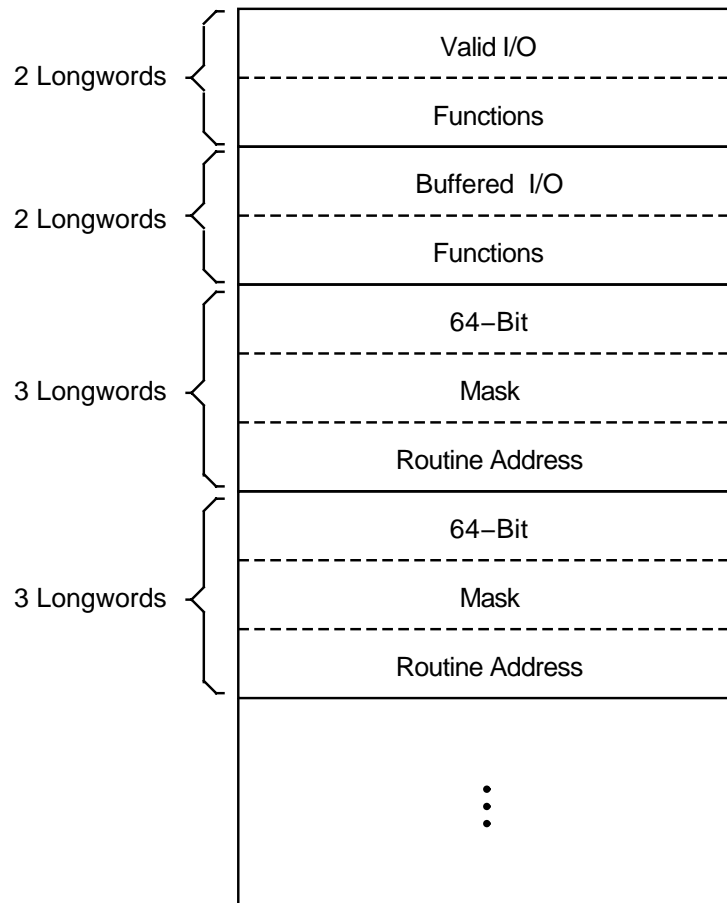 Valid I/O
2 Longwords
Functions
Buffered I/O
2 Longwords
Functions
64–Bit
3 Longwords
Mask
Routine Address
64–Bit
3 Longwords
Mask
Routine Address